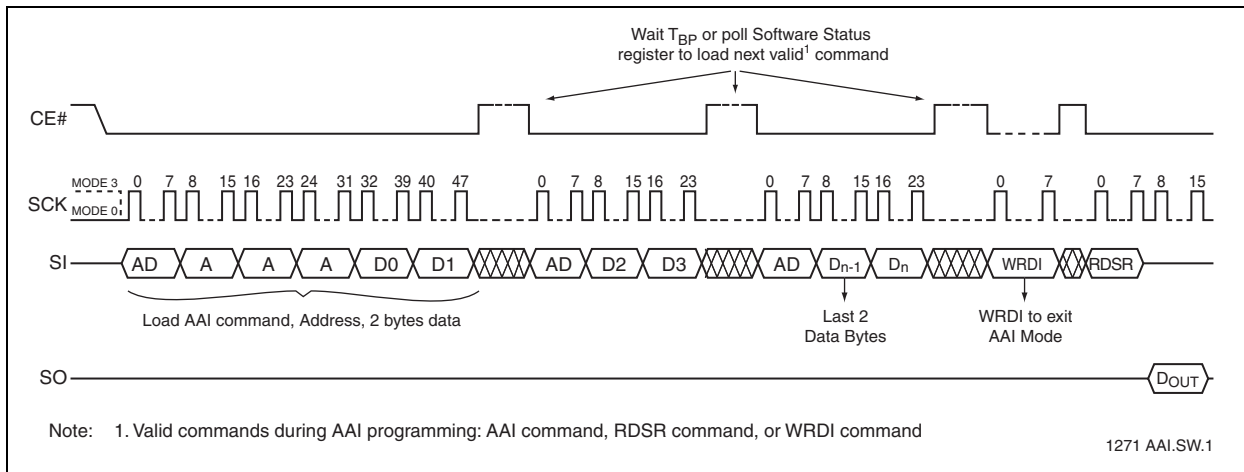 Wait TBP or poll Software Status
register to load next valid1 command
CE#
MODE 3 0 7 8 15 16 23 24 31 32 39 40 47 0 7 8 15 16 23 0 7 8 15 16 23 0 7 0 7 8 15
SCK MODE 0
SI AD A A A D0 D1 AD D2 D3 AD Dn-1 Dn WRDI RDSR
Load AAI command, Address, 2 bytes data
Last 2
Data Bytes
WRDI to exit
AAI Mode
SO DOUT
Note: 1. Valid commands during AAI programming: AAI command, RDSR command, or WRDI command
1271 AAI.SW.1